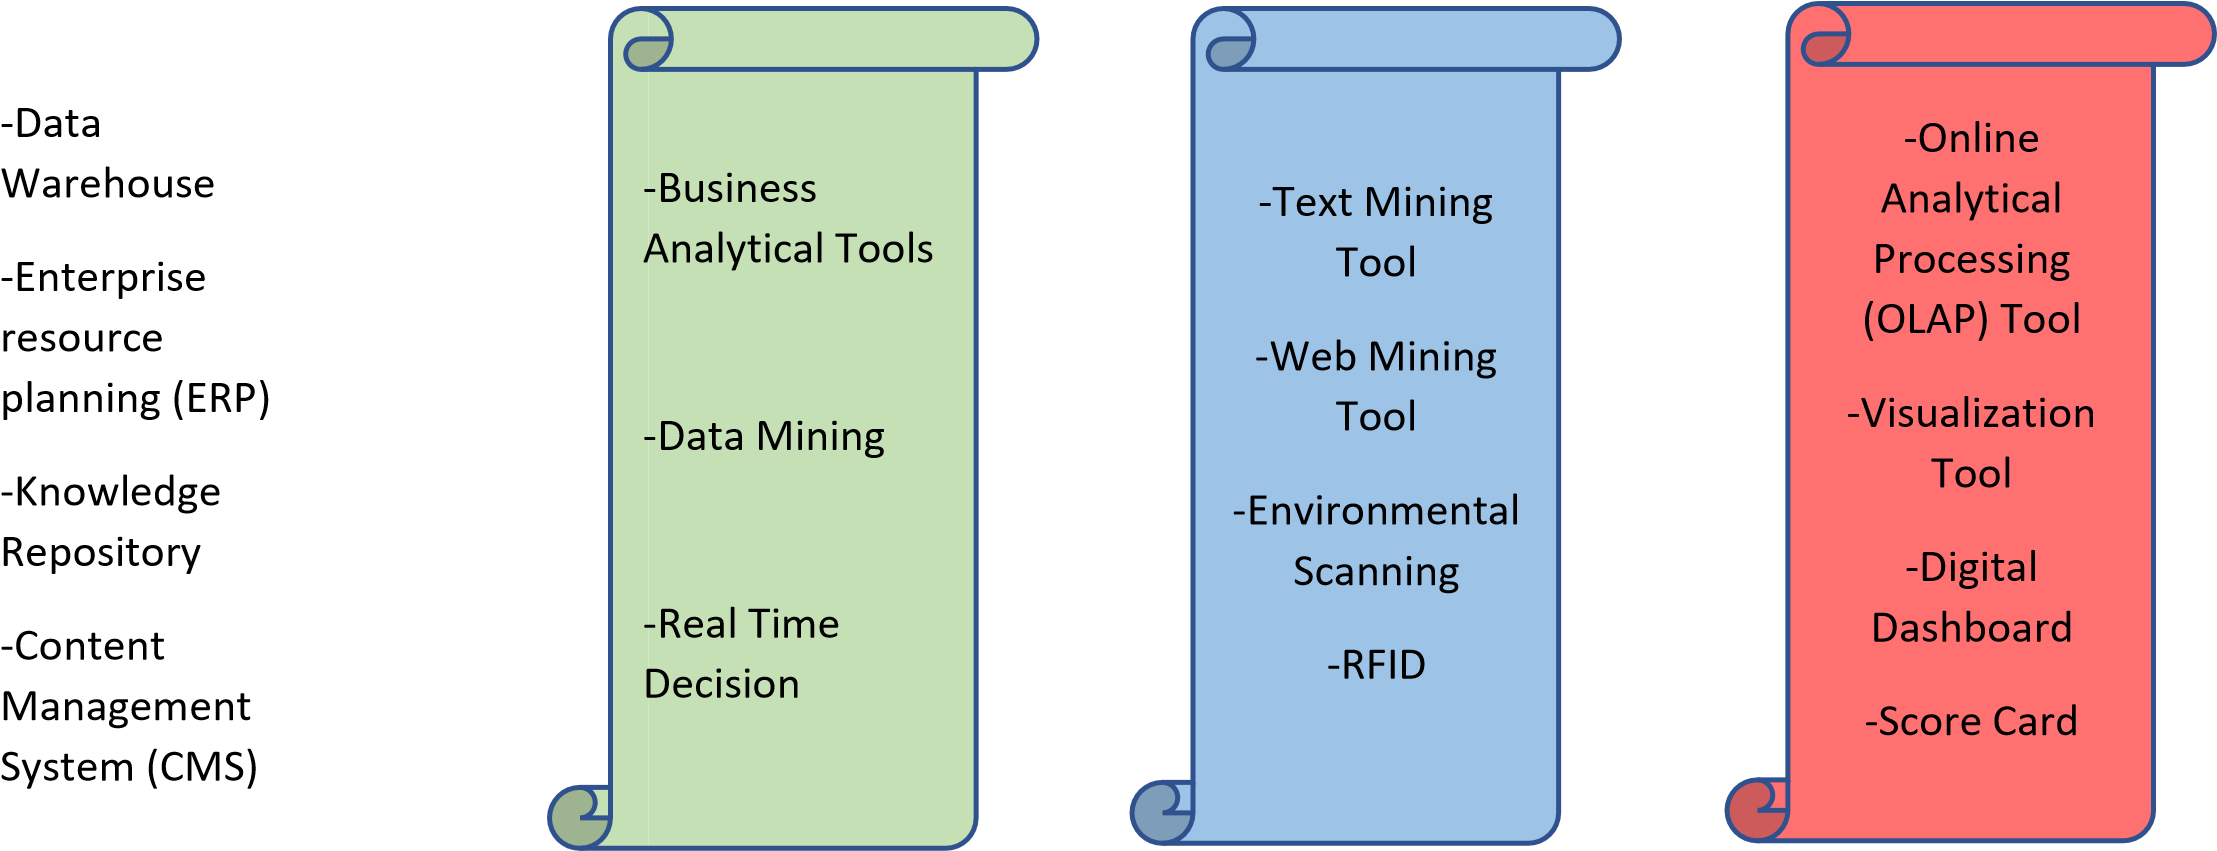 -Data
Warehouse
-Enterprise
resource
planning (ERP)
-Knowledge
Repository
-Content
Management
System (CMS)
-Business
Analytical Tools
-Data Mining
-Real Time
Decision
-Text Mining
Tool
-Web Mining
Tool
-Environmental
Scanning
-RFID
-Online
Analytical
Processing
(OLAP) Tool
-Visualization
Tool
-Digital
Dashboard
-Score Card